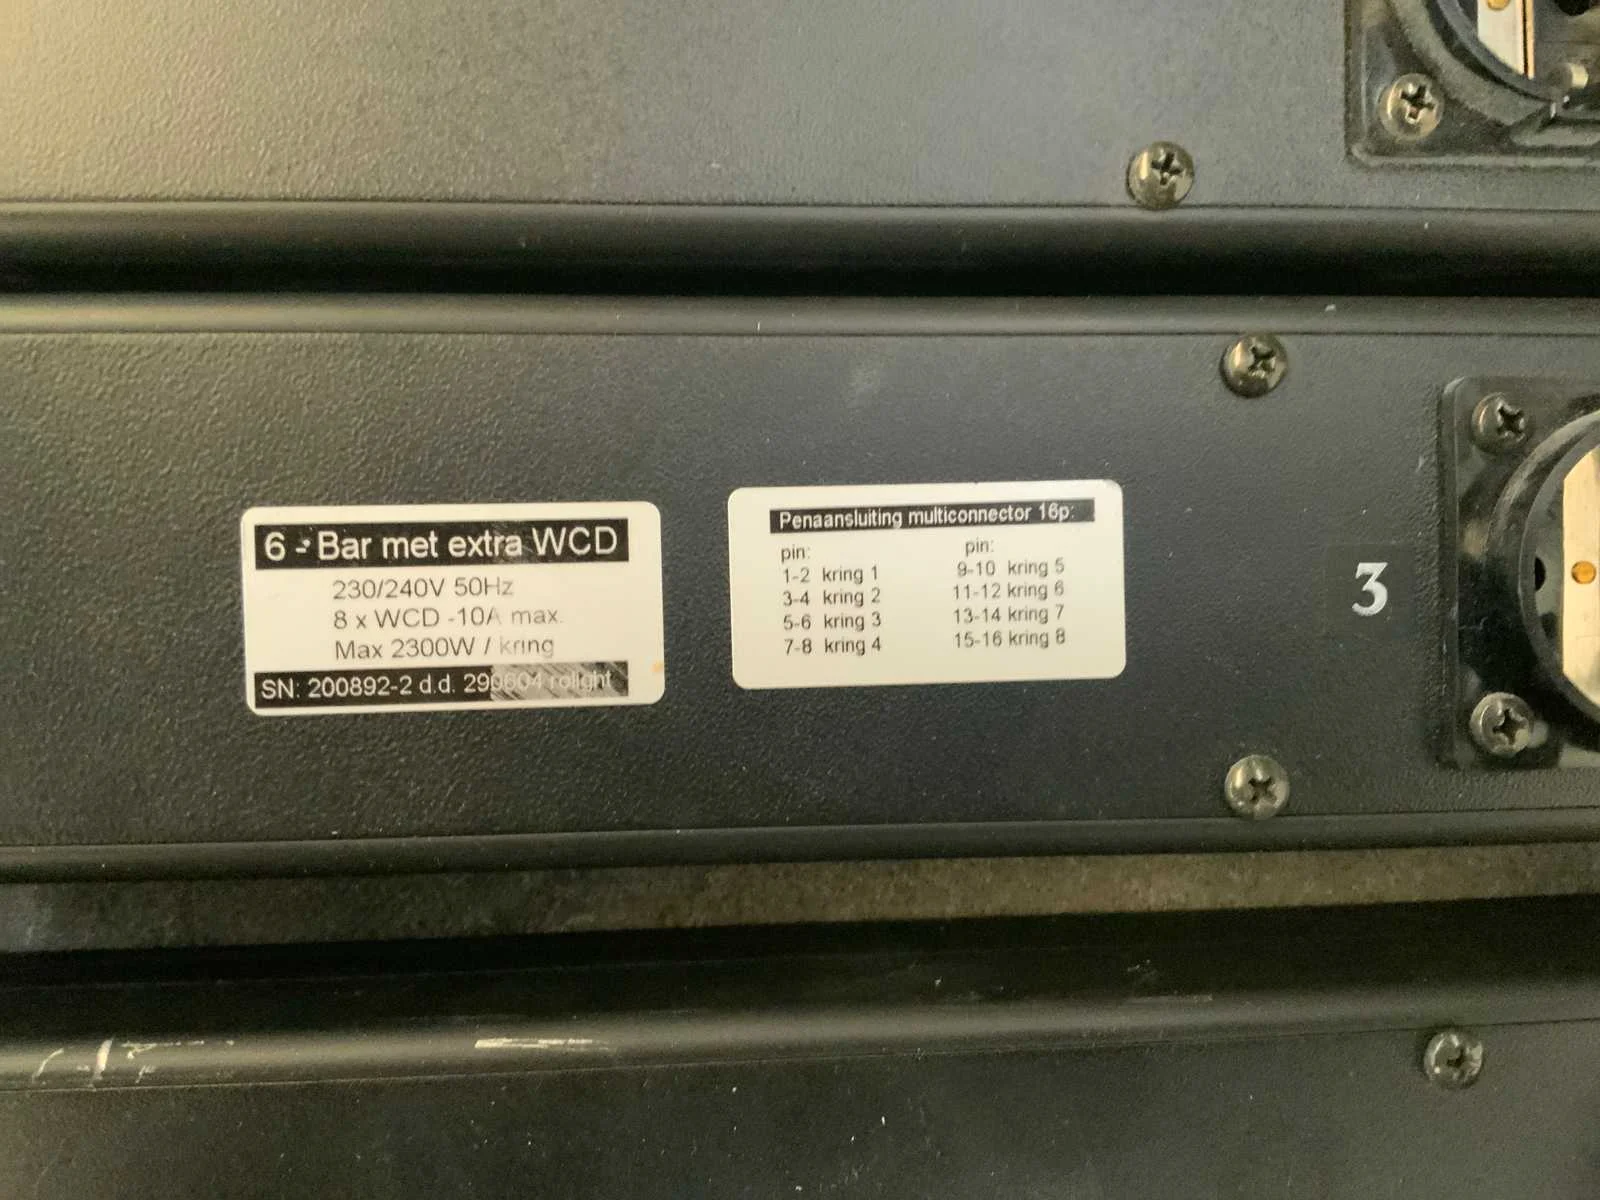 6 - Bar met extra WCD
230/240V 50Hz
8 x WCD -10A max.
Max 2300W / kring
SN: 200892-2 d.d. 290604 rolight
Penaansluiting multiconnector 16p:
pin:
1-2 kring 1
3-4 kring 2
5-6 kring 3
7-8 kring 4
pin:
9-10 kring 5
11-12 kring 6
13-14 kring 7
15-16 kring 8
3